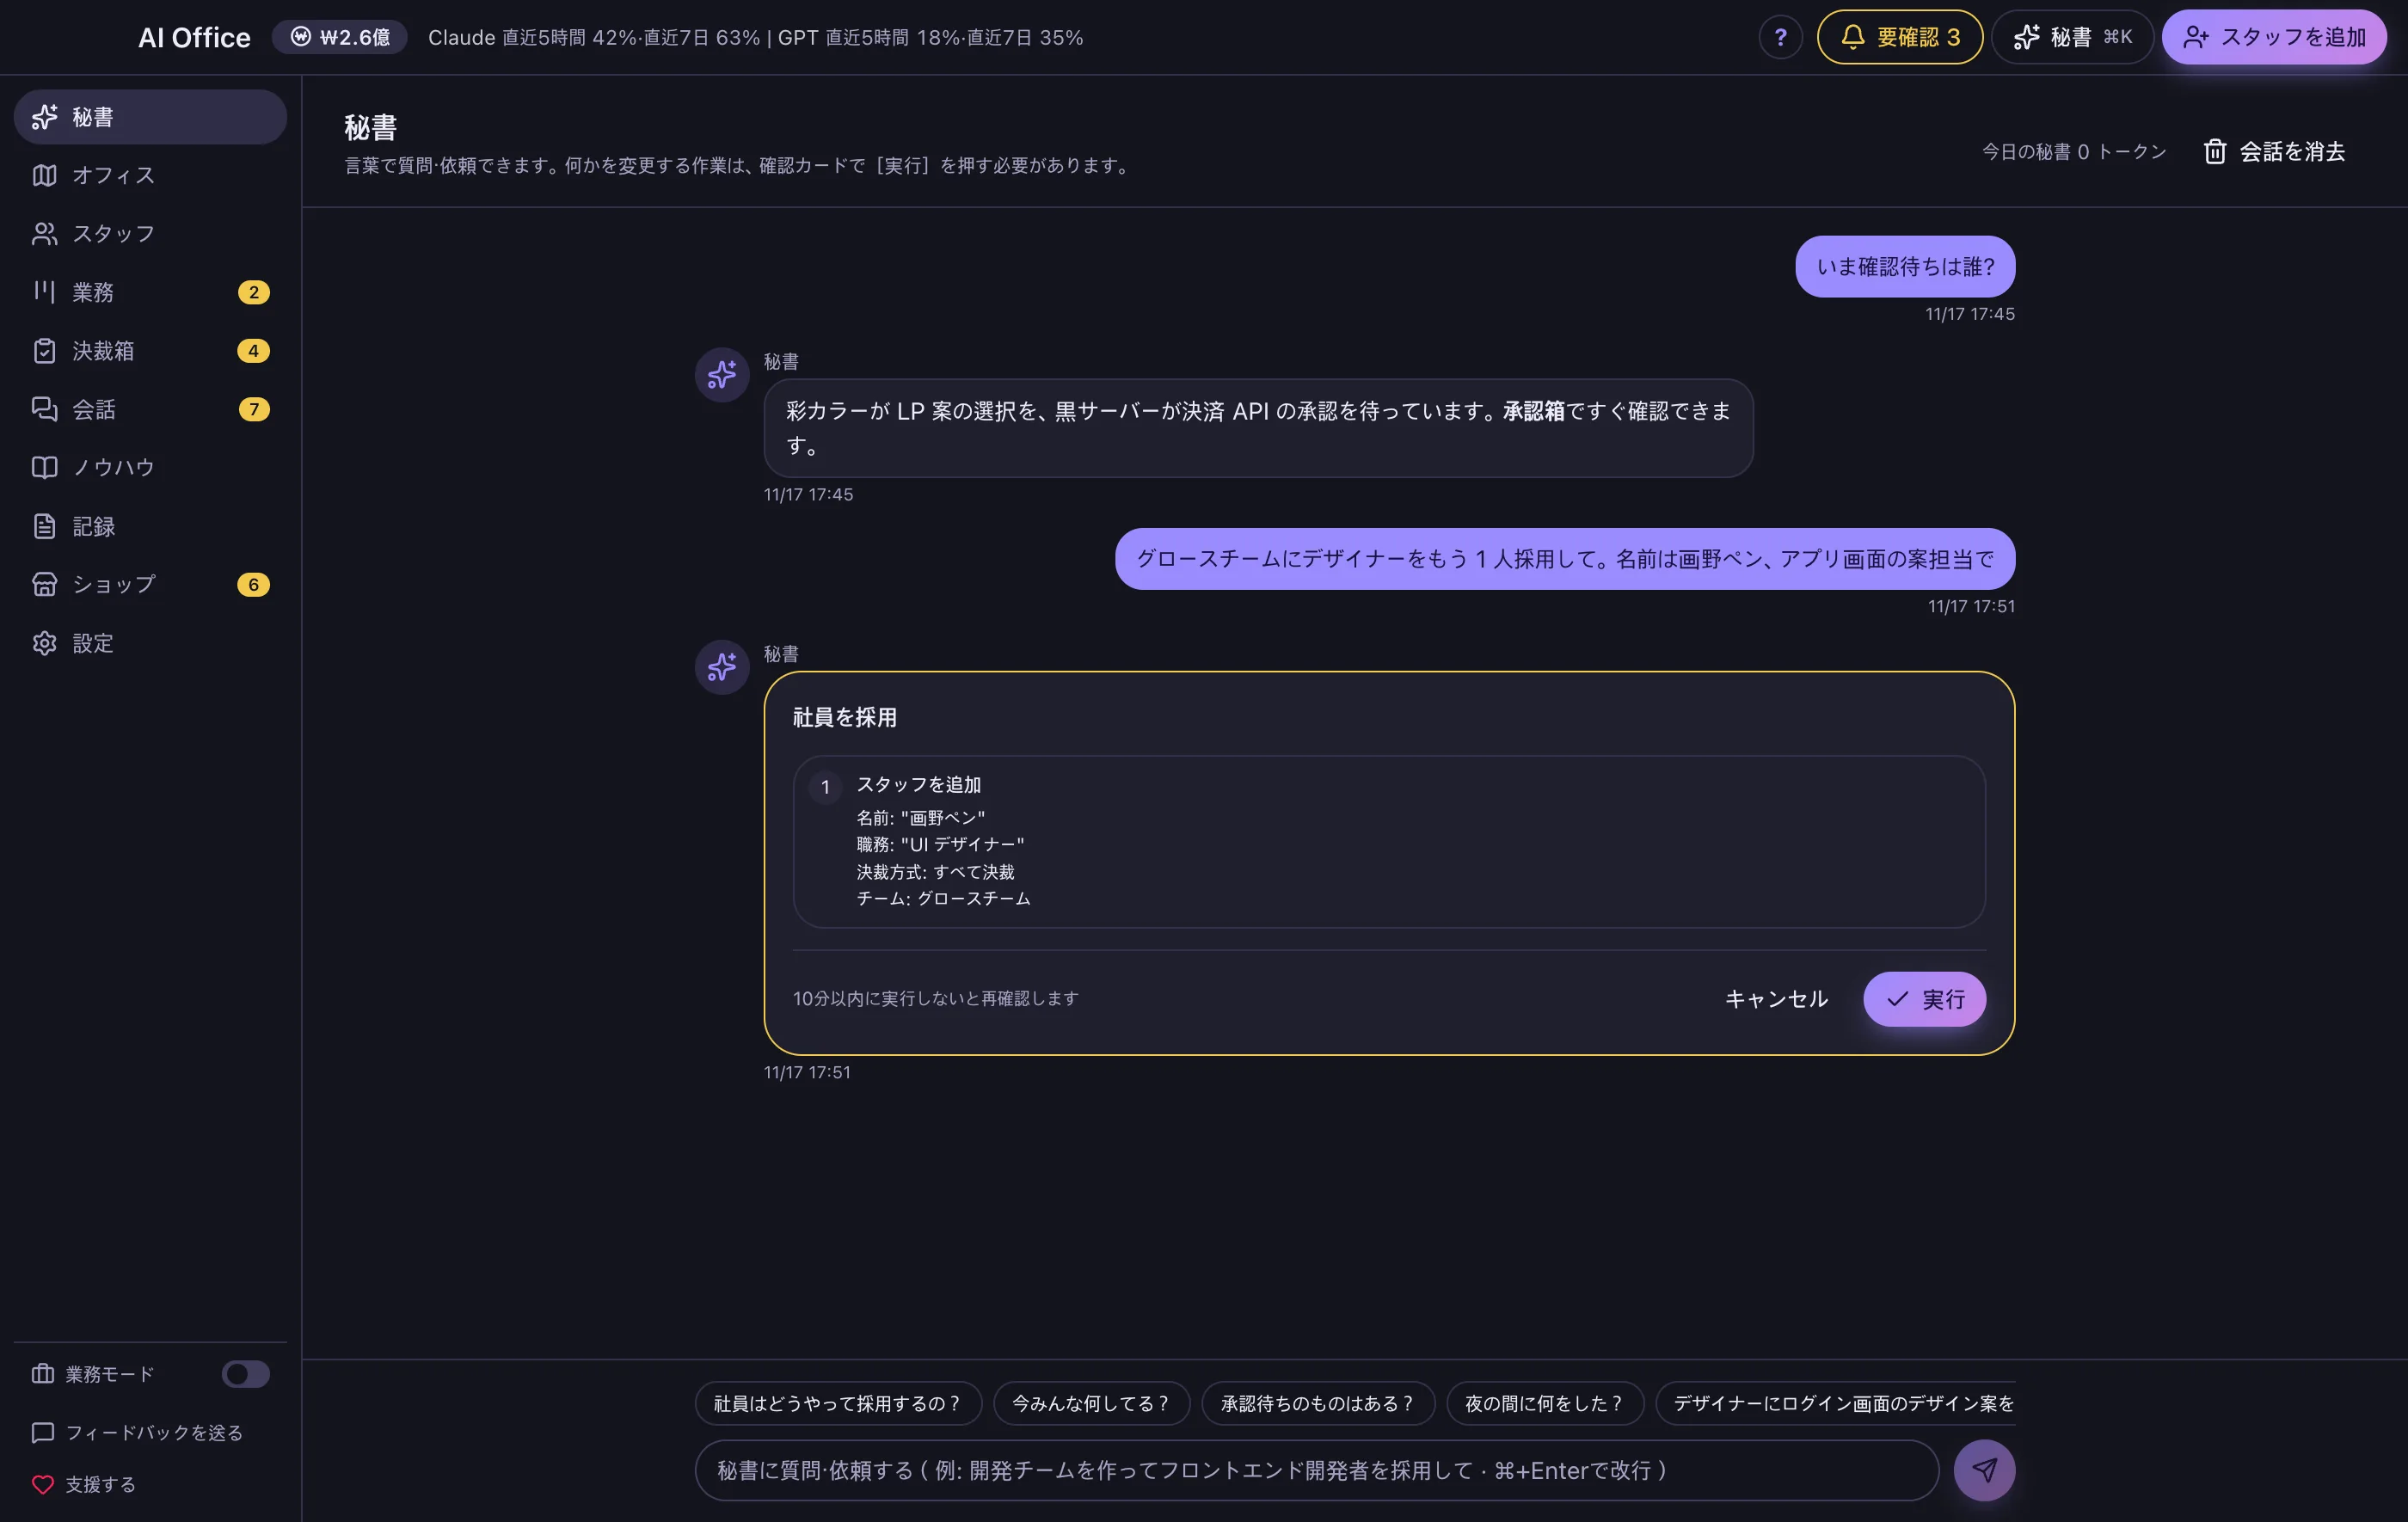 AI Office
₩2.6億
Claude 直近5時間 42%·直近7日 63% | GPT 直近5時間 18%·直近7日 35%
?
要確認 3
秘書 ⌘K
スタッフを追加
秘書
オフィス
スタッフ
業務 2
決裁箱 4
会話 7
ノウハウ
記録
ショップ 6
設定
業務モード
フィードバックを送る
支援する
秘書
言葉で質問·依頼できます。何かを変更する作業は、確認カードで［実行］を押す必要があります。
今日の秘書 0 トークン
会話を消去
いま確認待ちは誰?
11/17 17:45
秘書
彩カラーが LP 案の選択を、黒サーバーが決済 API の承認を待っています。承認箱ですぐ確認できま
す。
11/17 17:45
グロースチームにデザイナーをもう 1 人採用して。名前は画野ペン、アプリ画面の案担当で
11/17 17:51
秘書
社員を採用
1 スタッフを追加
名前: "画野ペン"
職務: "UI デザイナー"
決裁方式: すべて決裁
チーム: グロースチーム
10分以内に実行しないと再確認します
キャンセル
実行
11/17 17:51
社員はどうやって採用するの？
今みんな何してる？
承認待ちのものはある？
夜の間に何をした？
デザイナーにログイン画面のデザイン案を
秘書に質問·依頼する ( 例: 開発チームを作ってフロントエンド開発者を採用して · ⌘+Enterで改行 )